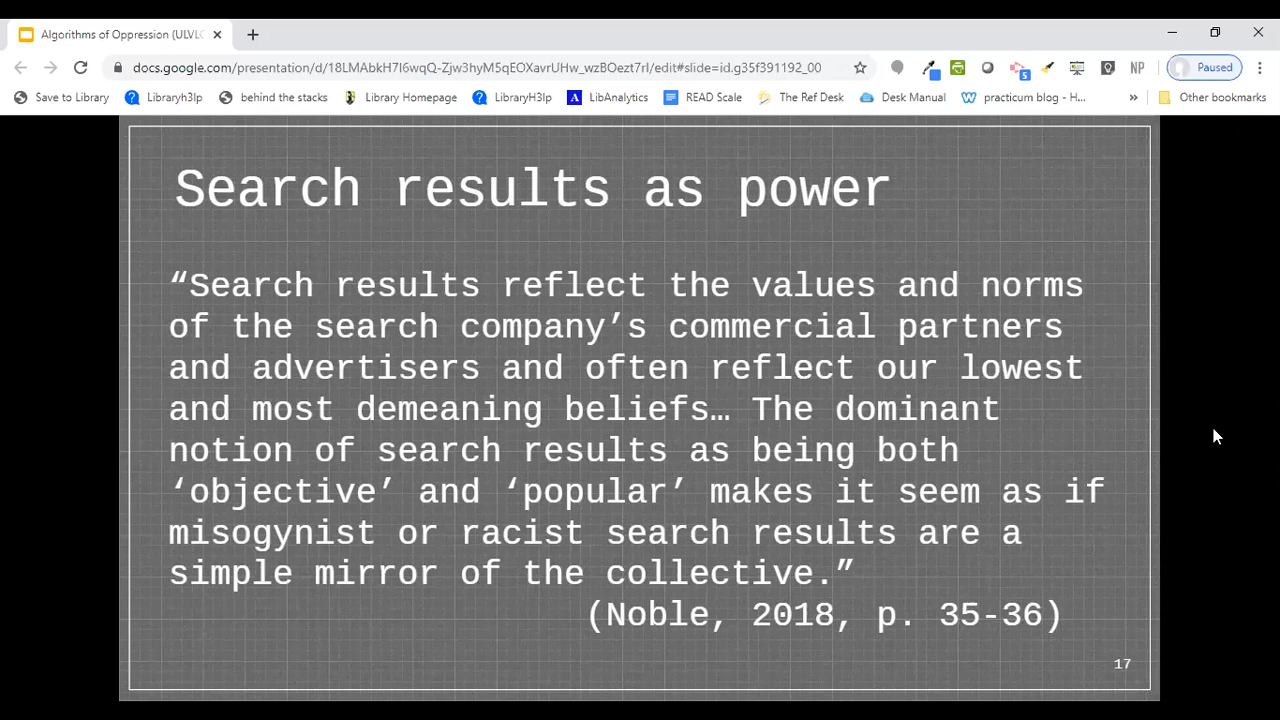 Algorithms of Oppression (ULVLC
docs.google.com/presentation/d/18LMAbkH7I6wqQ-Zjw3hyM5qEOXavrUHw_wzBOezt7rI/edit#slide=id.g35f391192_00
5
NP
Paused
Save to Library
Libraryh3lp
behind the stacks
Library Homepage
LibraryH3lp
A LibAnalytics
READ Scale
The Ref Desk
Desk Manual
practicum blog - H...
»
Other bookmarks
Search results as power
“Search results reflect the values and norms
of the search company’s commercial partners
and advertisers and often reflect our lowest
and most demeaning beliefs… The dominant
notion of search results as being both
‘objective’ and ‘popular’ makes it seem as if
misogynist or racist search results are a
simple mirror of the collective.”
(Noble, 2018, p. 35-36)
17